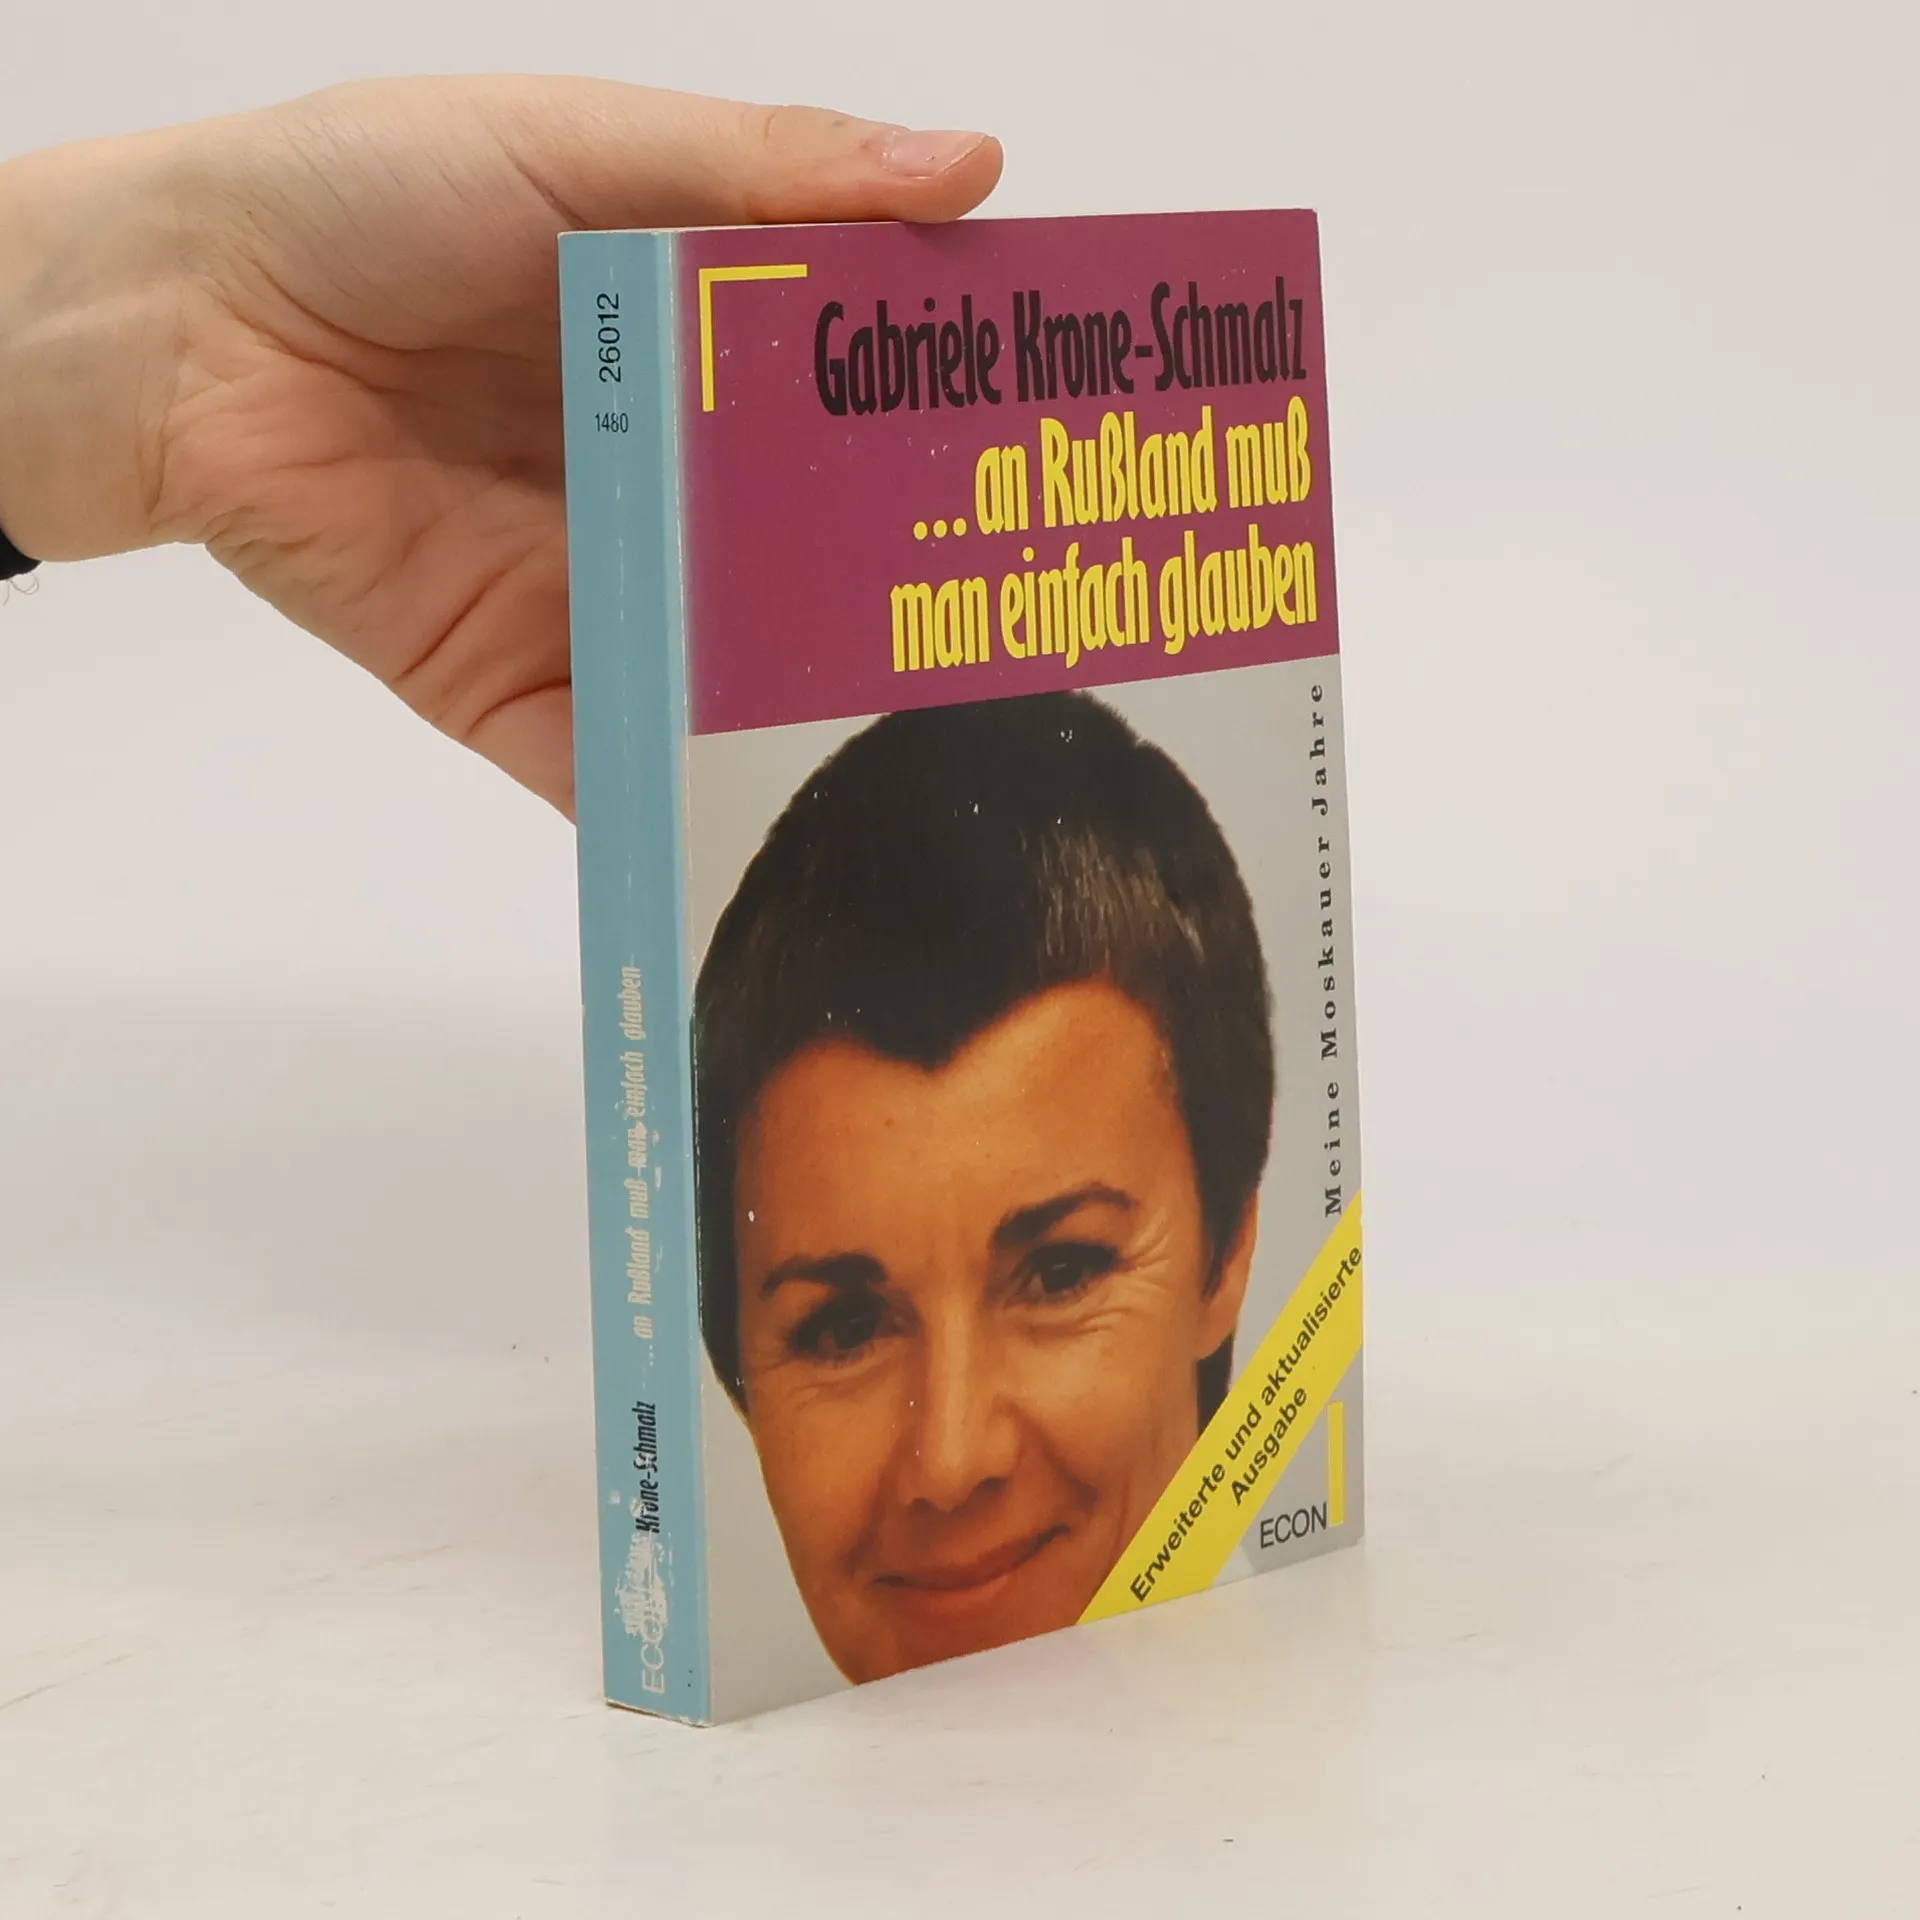 Gabriele Krone-Schmalz
... an Rußland muß
man einfach glauben
Meine Moskauer Jahre
Erweiterte und aktualisierte
Ausgabe
ECON
26012
1480
... an Rußland muß man einfach glauben
Krone-Schmalz